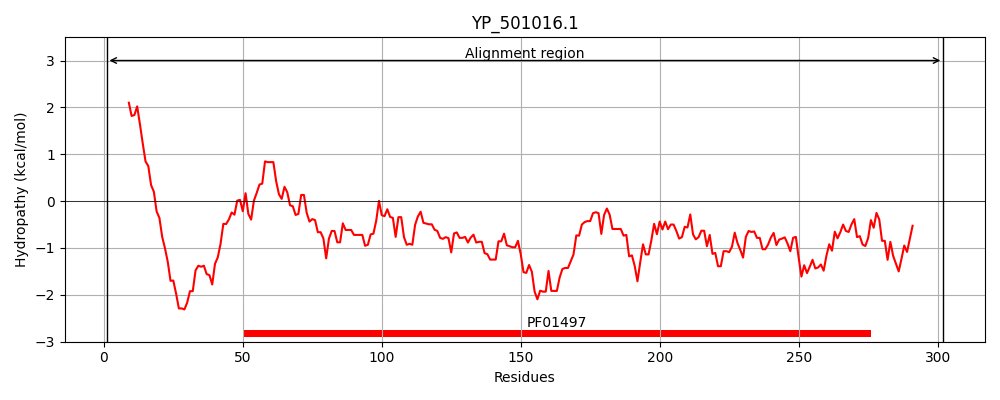 YP_501016.1
Alignment region
Hydropathy (kcal/mol)
3
2
1
0
−1
−2
−3
PF01497
0 50 100 150 200 250 300
Residues